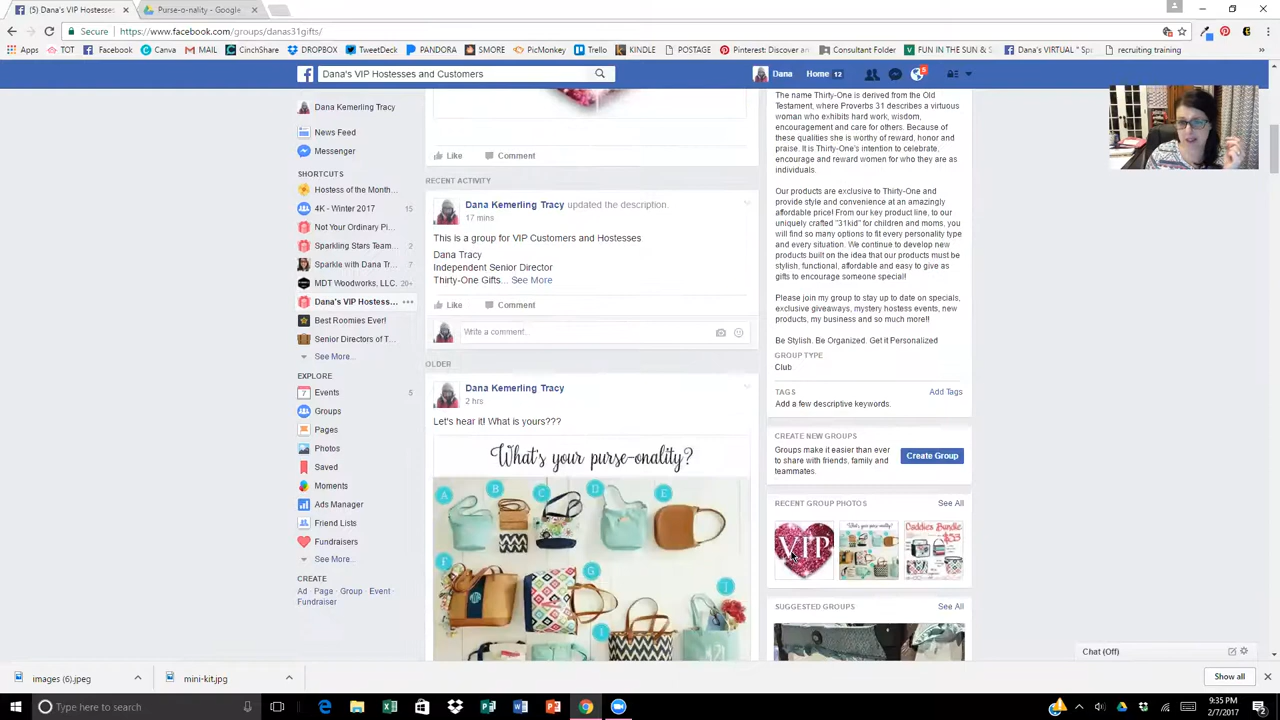 (5) Dana's VIP Hostesses
Purse-o-nality - Google
Secure
https://www.facebook.com/groups/danas31gifts/
Apps
TOT
Facebook
Canva
MAIL
CinchShare
DROPBOX
TweetDeck
PANDORA
SMORE
PicMonkey
Trello
KINDLE
POSTAGE
Pinterest: Discover an
Consultant Folder
FUN IN THE SUN & S
Dana's VIRTUAL " Sp
recruiting training
Dana's VIP Hostesses and Customers
Dana
Home 12
Dana Kemerling Tracy
News Feed
Messenger
SHORTCUTS
Hostess of the Month...
4K - Winter 2017 15
Not Your Ordinary Pi...
Sparkling Stars Team... 2
Sparkle with Dana Tr... 7
MDT Woodworks, LLC. 20+
Dana's VIP Hostess...
Best Roomies Ever!
Senior Directors of T...
See More...
EXPLORE
Events 5
Groups
Pages
Photos
Saved
Moments
Ads Manager
Friend Lists
Fundraisers
See More...
CREATE
Ad · Page · Group · Event ·
Fundraiser
Like Comment
RECENT ACTIVITY
Dana Kemerling Tracy updated the description.
17 mins
This is a group for VIP Customers and Hostesses
Dana Tracy
Independent Senior Director
Thirty-One Gifts... See More
Like Comment
Write a comment...
OLDER
Dana Kemerling Tracy
2 hrs
Let's hear it! What is yours???
What's your purse-onality?
A
B
C
D
E
F
G
I
J
The name Thirty-One is derived from the Old
Testament, where Proverbs 31 describes a virtuous
woman who exhibits hard work, wisdom,
encouragement and care for others. Because of
these qualities she is worthy of reward, honor and
praise. It is Thirty-One's intention to celebrate,
encourage and reward women for who they are as
individuals.
Our products are exclusive to Thirty-One and
provide style and convenience at an amazingly
affordable price! From our key product line, to our
uniquely crafted "31kid" for children and moms, you
will find so many options to fit every personality type
and every situation. We continue to develop new
products built on the idea that our products must be
stylish, functional, affordable and easy to give as
gifts to encourage someone special!
Please join my group to stay up to date on specials,
exclusive giveaways, mystery hostess events, new
products, my business and so much more!!
Be Stylish. Be Organized. Get it Personalized
GROUP TYPE
Club
TAGS Add Tags
Add a few descriptive keywords.
CREATE NEW GROUPS
Groups make it easier than ever
to share with friends, family and
teammates.
Create Group
RECENT GROUP PHOTOS See All
VIP
What's your purse-onality?
Caddies Bundle
$53
SUGGESTED GROUPS See All
Chat (Off)
images (6).jpeg
mini-kit.jpg
Show all
Type here to search
9:35 PM
2/7/2017